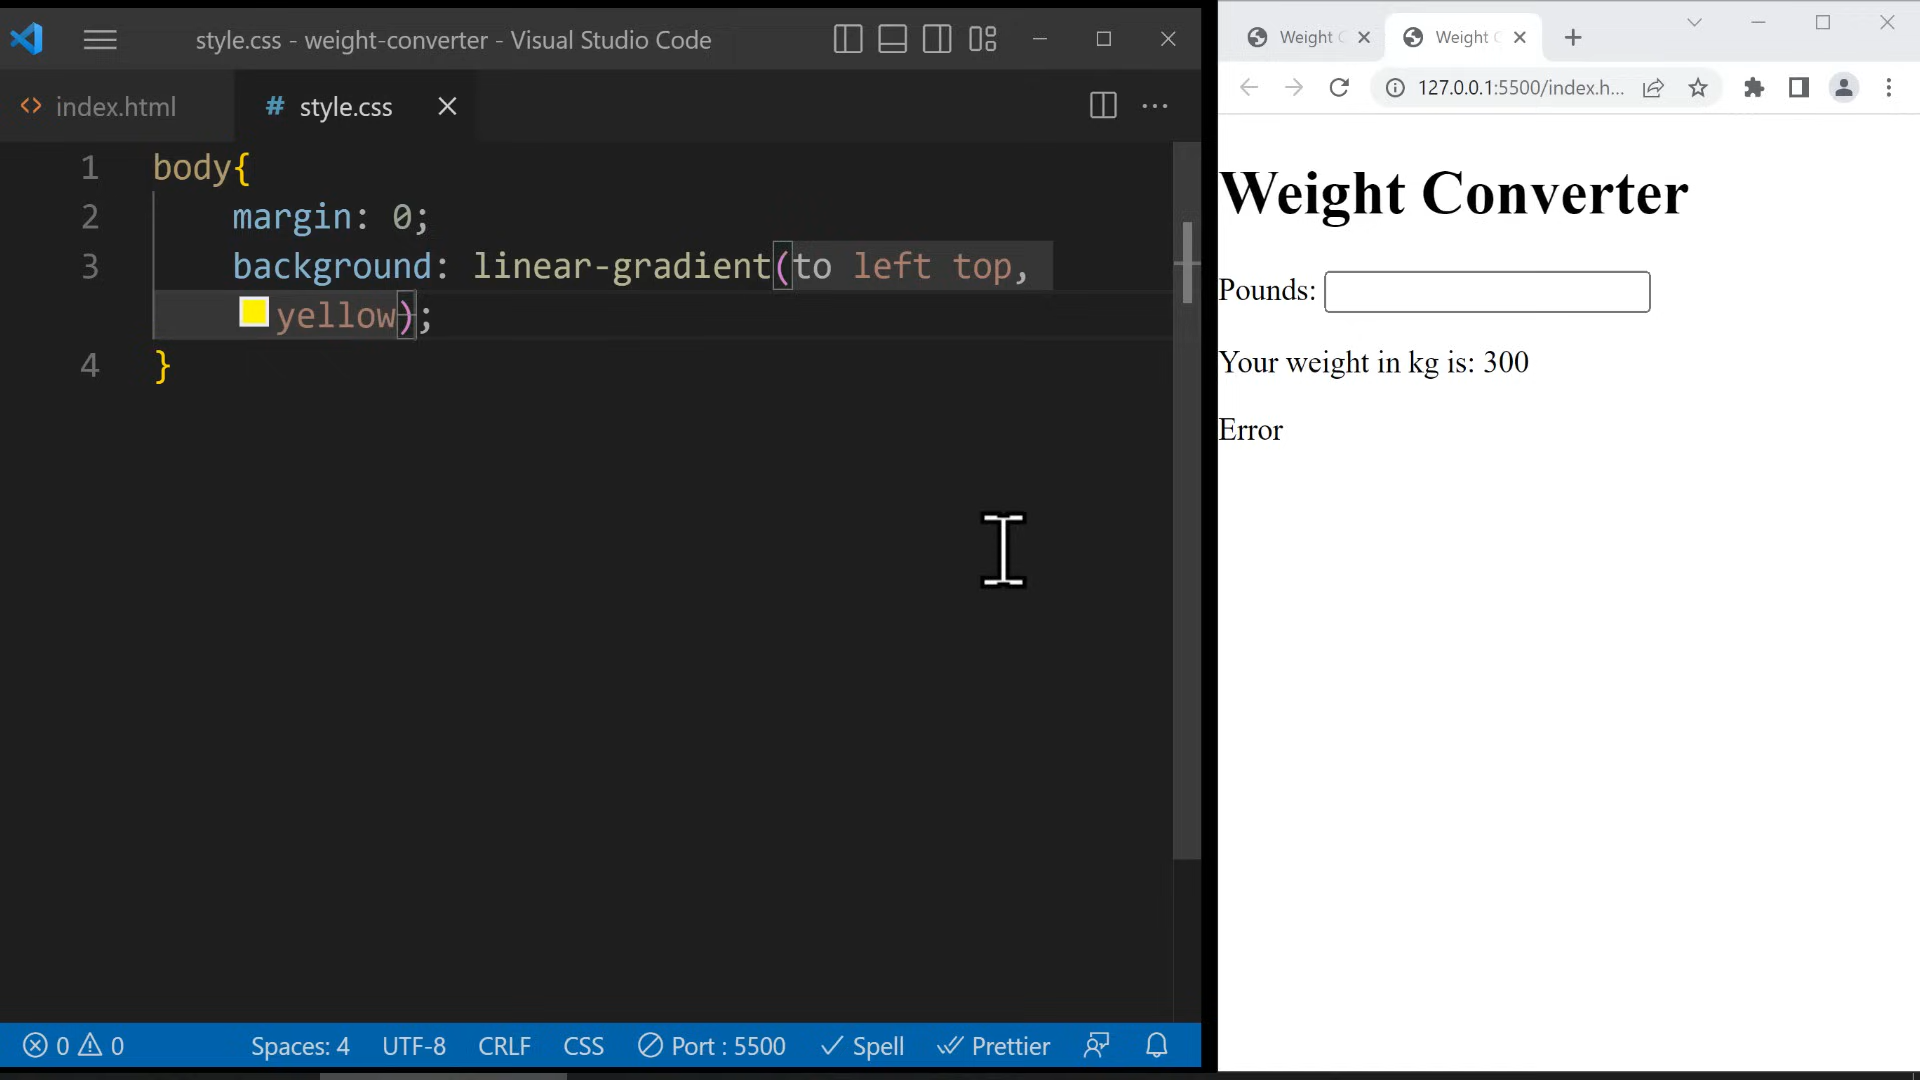 style.css - weight-converter - Visual Studio Code
index.html
# style.css
1 body{
2 margin: 0;
3 background: linear-gradient(to left top,
yellow);
4 }
0 0 Spaces: 4 UTF-8 CRLF CSS Port : 5500 Spell Prettier
Weight C
Weight C
127.0.0.1:5500/index.h...
Weight Converter
Pounds:
Your weight in kg is: 300
Error